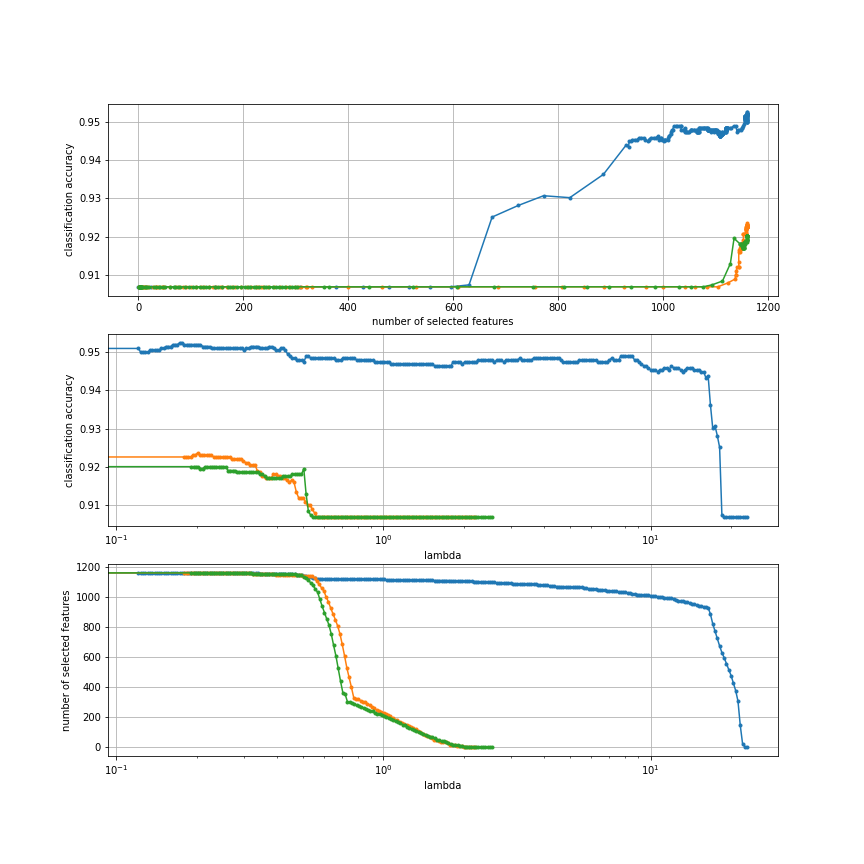 classification accuracy
0.95
0.94
0.93
0.92
0.91
0 200 400 600 800 1000 1200
number of selected features
classification accuracy
0.95
0.94
0.93
0.92
0.91
10⁻¹ 10⁰ 10¹
lambda
number of selected features
1200
1000
800
600
400
200
0
10⁻¹ 10⁰ 10¹
lambda